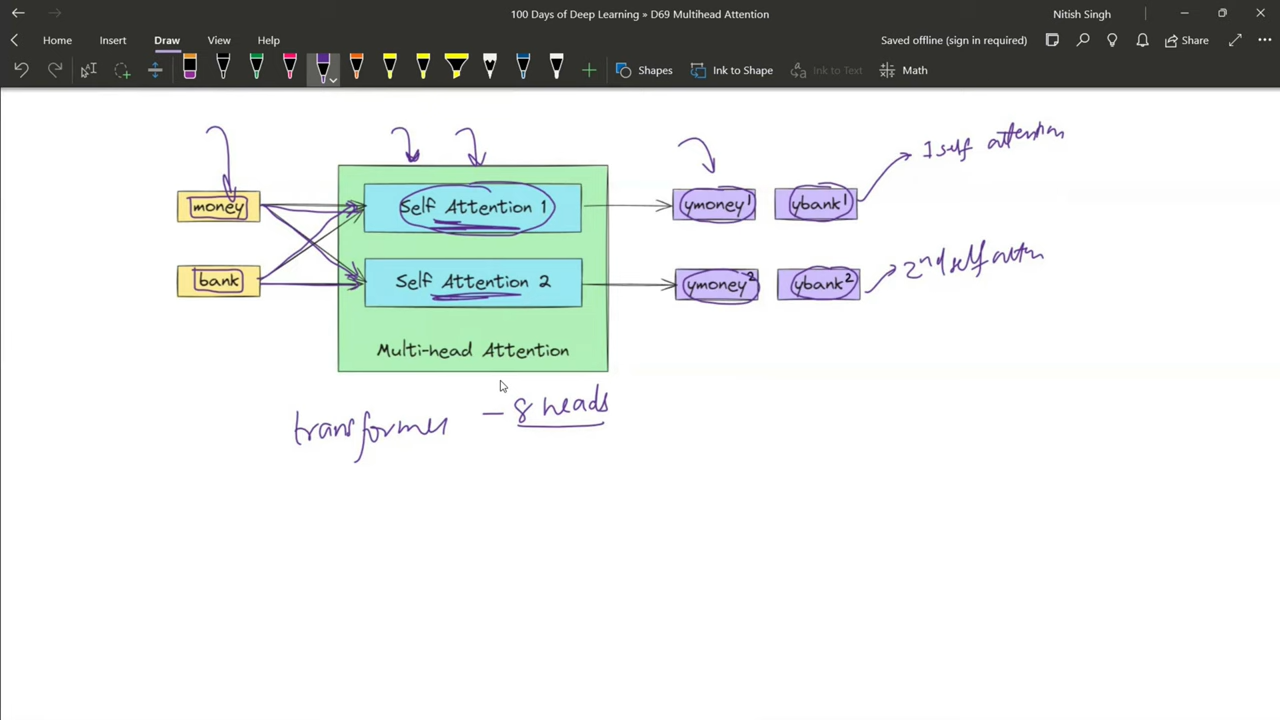 100 Days of Deep Learning » D69 Multihead Attention
Nitish Singh
Home Insert Draw View Help
Saved offline (sign in required)
Share
Shapes
Ink to Shape
Ink to Text
Math
1 self attention
money
Self Attention 1
ymoney1 ybank1
2nd self atten
bank
Self Attention 2
ymoney2 ybank2
Multi-head Attention
transformer – 8 heads